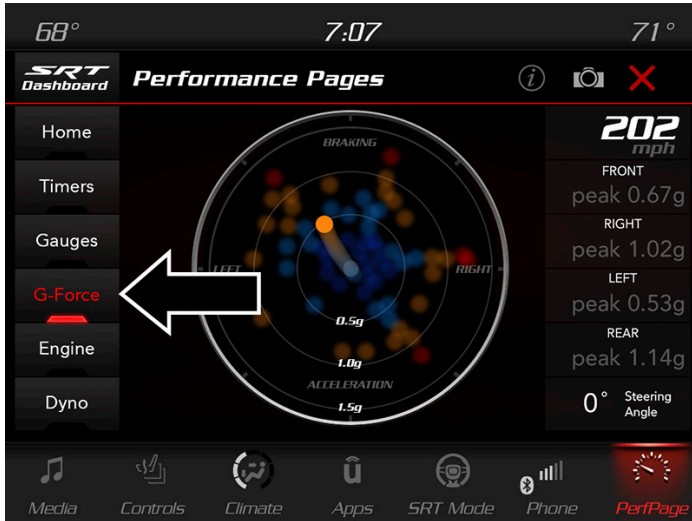 68°
7:07
71°
SRT
Dashboard
Performance Pages
i
Home
Timers
Gauges
G-Force
Engine
Dyno
BRAKING
LEFT
RIGHT
0.5g
1.0g
ACCELERATION
1.5g
202
mph
FRONT
peak 0.67g
RIGHT
peak 1.02g
LEFT
peak 0.53g
REAR
peak 1.14g
0° Steering
Angle
û
Media
Controls
Climate
Apps
SRT Mode
Phone
PerfPage